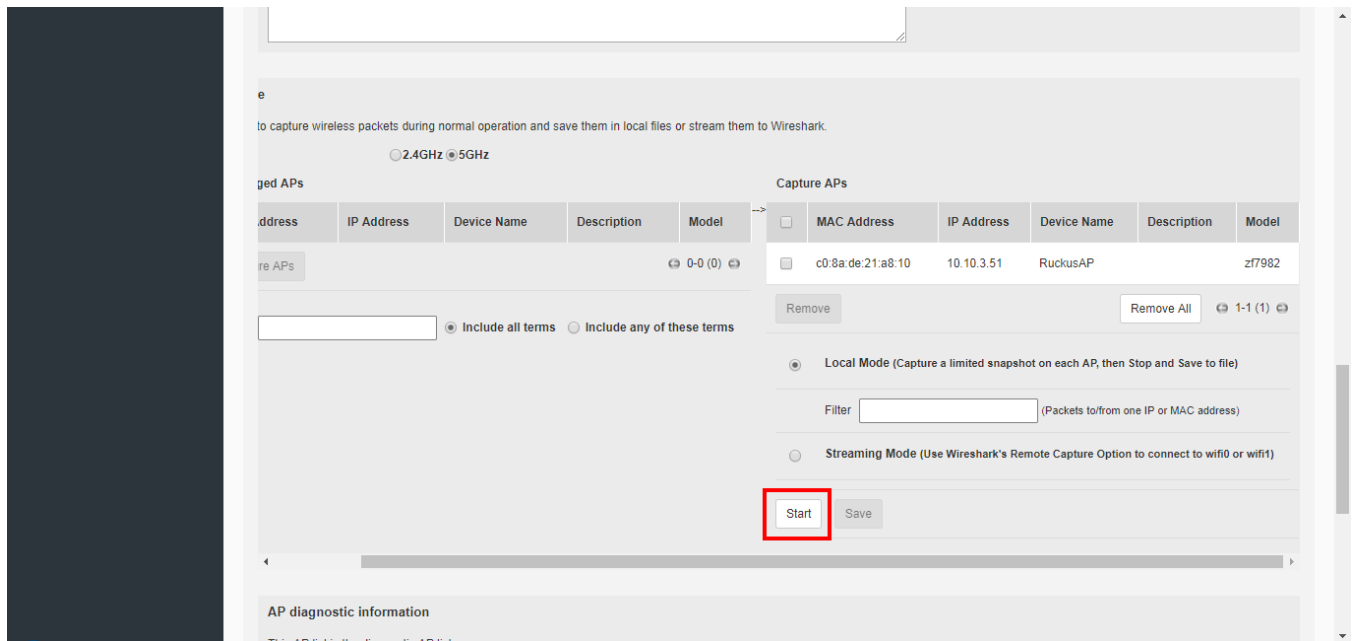 e
to capture wireless packets during normal operation and save them in local files or stream them to Wireshark.
2.4GHz 5GHz
ged APs
Capture APs
Address IP Address Device Name Description Model
-->
MAC Address IP Address Device Name Description Model
re APs 0-0 (0)
c0:8a:de:21:a8:10 10.10.3.51 RuckusAP zf7982
Remove Remove All 1-1 (1)
Include all terms Include any of these terms
Local Mode (Capture a limited snapshot on each AP, then Stop and Save to file)
Filter (Packets to/from one IP or MAC address)
Streaming Mode (Use Wireshark's Remote Capture Option to connect to wifi0 or wifi1)
Start Save
AP diagnostic information